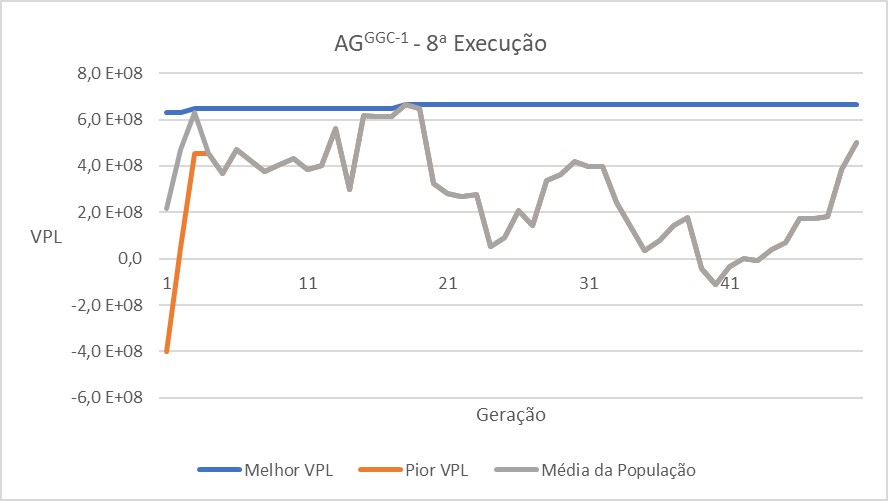 AGGGC-1 - 8ª Execução
8,0 E+08
6,0 E+08
4,0 E+08
2,0 E+08
VPL
0,0
1 11 21 31 41
-2,0 E+08
-4,0 E+08
-6,0 E+08
Geração
Melhor VPL Pior VPL Média da População